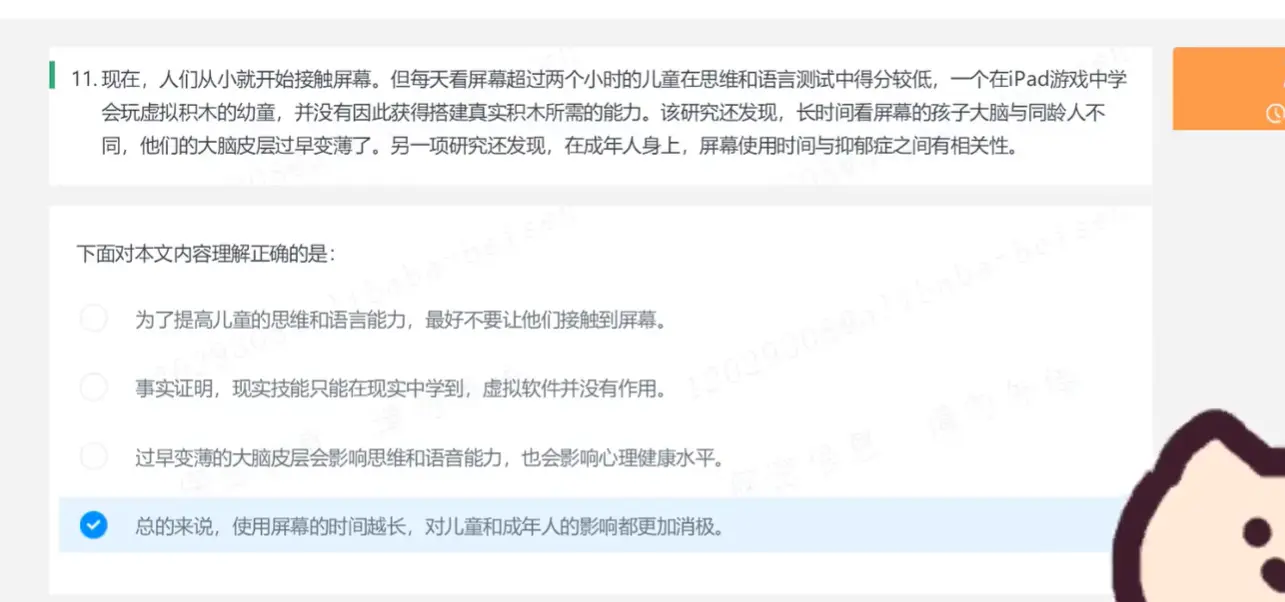 11. 现在，人们从小就开始接触屏幕。但每天看屏幕超过两个小时的儿童在思维和语言测试中得分较低，一个在iPad游戏中学
会玩虚拟积木的幼童，并没有因此获得搭建真实积木所需的能力。该研究还发现，长时间看屏幕的孩子大脑与同龄人不
同，他们的大脑皮层过早变薄了。另一项研究还发现，在成年人身上，屏幕使用时间与抑郁症之间有相关性。
下面对本文内容理解正确的是：
为了提高儿童的思维和语言能力，最好不要让他们接触到屏幕。
事实证明，现实技能只能在现实中学到，虚拟软件并没有作用。
过早变薄的大脑皮层会影响思维和语音能力，也会影响心理健康水平。
总的来说，使用屏幕的时间越长，对儿童和成年人的影响都更加消极。